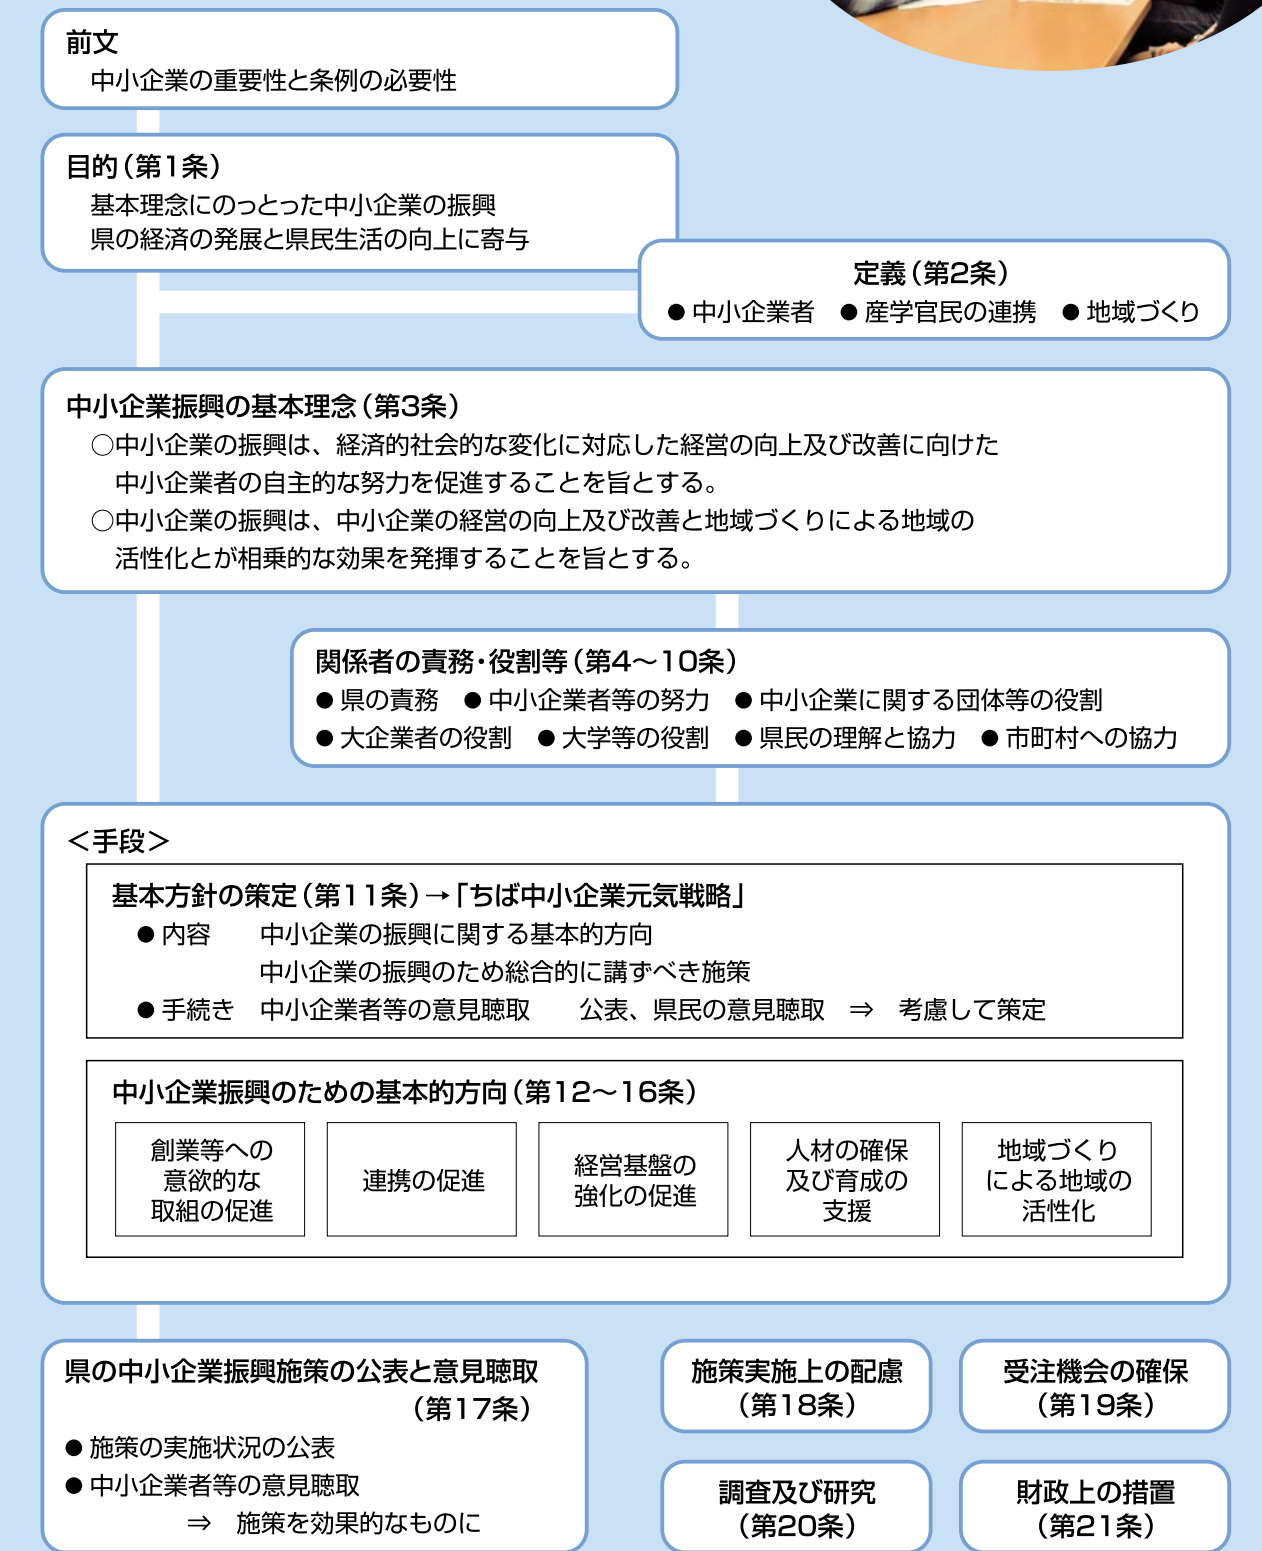 前文
中小企業の重要性と条例の必要性
目的（第1条）
基本理念にのっとった中小企業の振興
県の経済の発展と県民生活の向上に寄与
定義（第2条）
● 中小企業者　● 産学官民の連携　● 地域づくり
中小企業振興の基本理念（第3条）
○中小企業の振興は、経済的社会的な変化に対応した経営の向上及び改善に向けた
中小企業者の自主的な努力を促進することを旨とする。
○中小企業の振興は、中小企業の経営の向上及び改善と地域づくりによる地域の
活性化とが相乗的な効果を発揮することを旨とする。
関係者の責務・役割等（第4～10条）
● 県の責務　● 中小企業者等の努力　● 中小企業に関する団体等の役割
● 大企業者の役割　● 大学等の役割　● 県民の理解と協力　● 市町村への協力
＜手段＞
基本方針の策定（第11条）→「ちば中小企業元気戦略」
● 内容　　中小企業の振興に関する基本的方向
中小企業の振興のため総合的に講ずべき施策
● 手続き　中小企業者等の意見聴取　　公表、県民の意見聴取　⇒　考慮して策定
中小企業振興のための基本的方向（第12～16条）
創業等への
意欲的な
取組の促進
連携の促進
経営基盤の
強化の促進
人材の確保
及び育成の
支援
地域づくり
による地域の
活性化
県の中小企業振興施策の公表と意見聴取
（第17条）
● 施策の実施状況の公表
● 中小企業者等の意見聴取
⇒　施策を効果的なものに
施策実施上の配慮
（第18条）
受注機会の確保
（第19条）
調査及び研究
（第20条）
財政上の措置
（第21条）